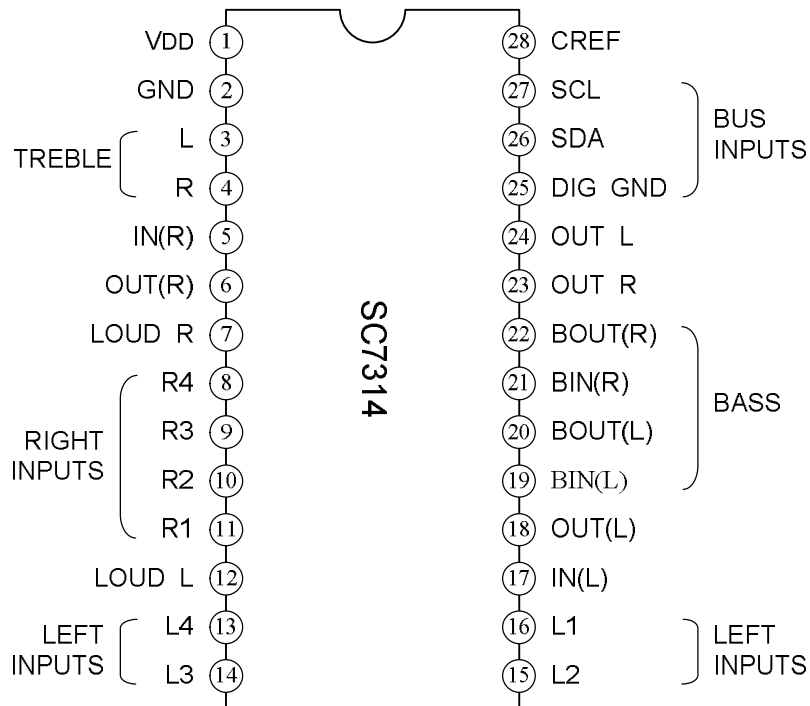 VDD 1 28 CREF
GND 2 27 SCL
L 3 26 SDA
BUS INPUTS
TREBLE
R 4 25 DIG GND
IN(R) 5 24 OUT L
OUT(R) 6 23 OUT R
LOUD R 7 22 BOUT(R)
SC7314
R4 8 21 BIN(R)
BASS
R3 9 20 BOUT(L)
RIGHT INPUTS
R2 10 19 BIN(L)
R1 11 18 OUT(L)
LOUD L 12 17 IN(L)
L4 13 16 L1
LEFT INPUTS
LEFT INPUTS
L3 14 15 L2